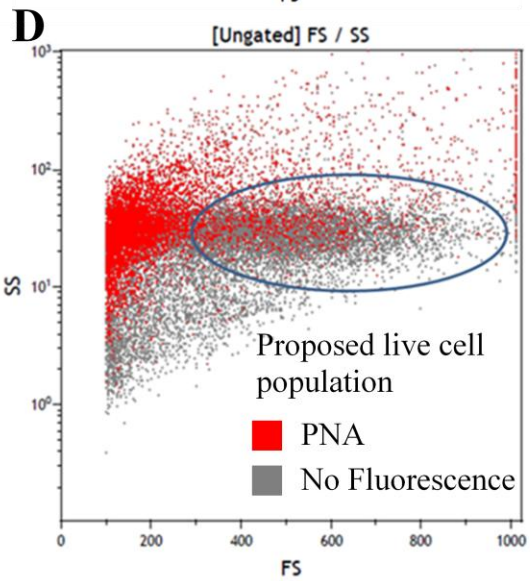 D
[Ungated] FS / SS
10³
10²
10¹
10⁰
SS
Proposed live cell
population
PNA
No Fluorescence
0 200 400 600 800 1000
FS